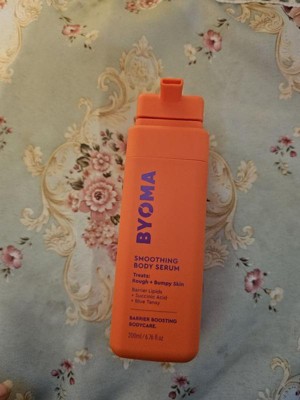 BYOMA
SMOOTHING
BODY SERUM
Treats:
Rough + Bumpy Skin
Barrier Lipids
+ Succinic Acid
+ Blue Tansy
BARRIER BOOSTING
BODYCARE.